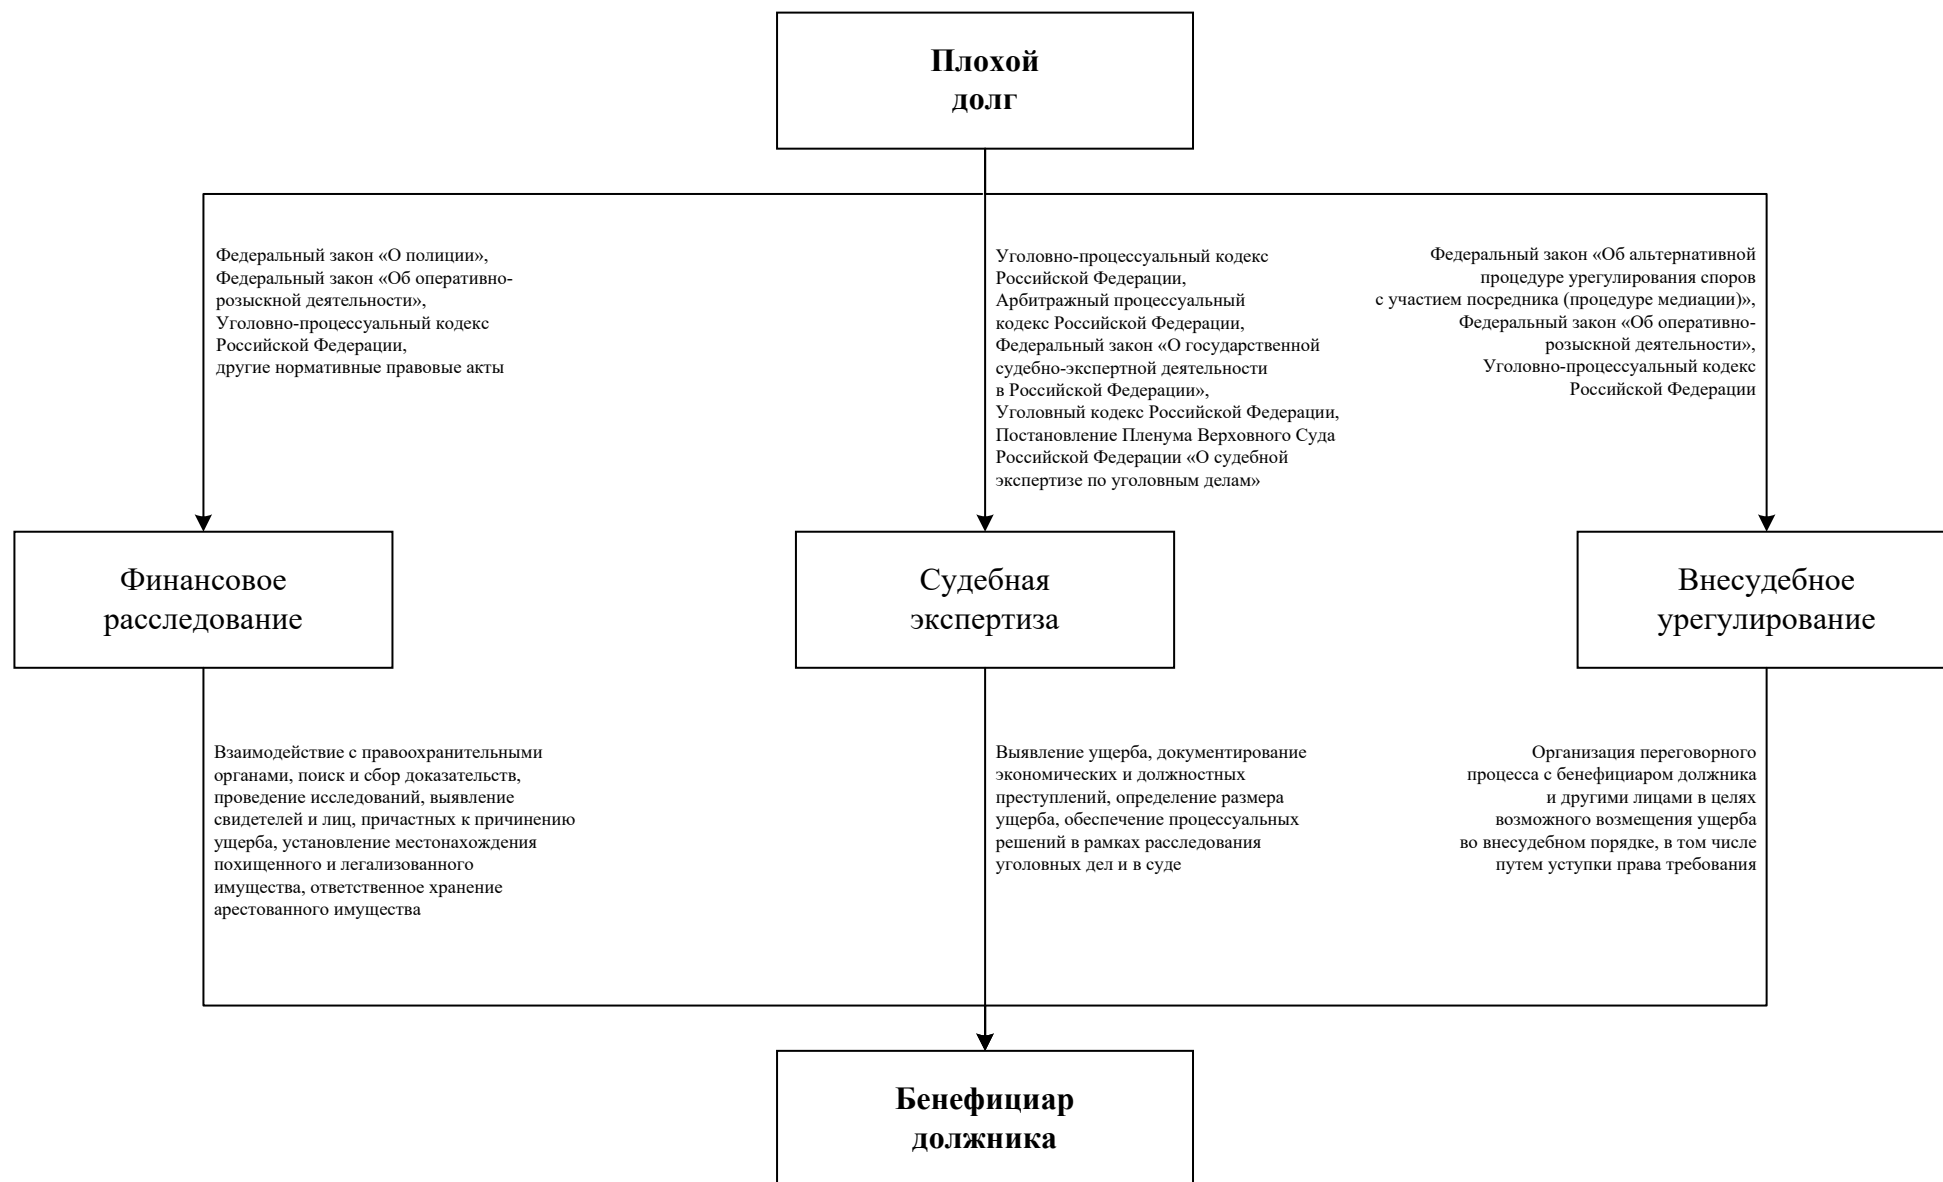 Плохой
долг
Федеральный закон «О полиции»,
Федеральный закон «Об оперативно-
розыскной деятельности»,
Уголовно-процессуальный кодекс
Российской Федерации,
другие нормативные правовые акты
Уголовно-процессуальный кодекс
Российской Федерации,
Арбитражный процессуальный
кодекс Российской Федерации,
Федеральный закон «О государственной
судебно-экспертной деятельности
в Российской Федерации»,
Уголовный кодекс Российской Федерации,
Постановление Пленума Верховного Суда
Российской Федерации «О судебной
экспертизе по уголовным делам»
Федеральный закон «Об альтернативной
процедуре урегулирования споров
с участием посредника (процедуре медиации)»,
Федеральный закон «Об оперативно-
розыскной деятельности»,
Уголовно-процессуальный кодекс
Российской Федерации
Финансовое
расследование
Судебная
экспертиза
Внесудебное
урегулирование
Взаимодействие с правоохранительными
органами, поиск и сбор доказательств,
проведение исследований, выявление
свидетелей и лиц, причастных к причинению
ущерба, установление местонахождения
похищенного и легализованного
имущества, ответственное хранение
арестованного имущества
Выявление ущерба, документирование
экономических и должностных
преступлений, определение размера
ущерба, обеспечение процессуальных
решений в рамках расследования
уголовных дел и в суде
Организация переговорного
процесса с бенефициаром должника
и другими лицами в целях
возможного возмещения ущерба
во внесудебном порядке, в том числе
путем уступки права требования
Бенефициар
должника